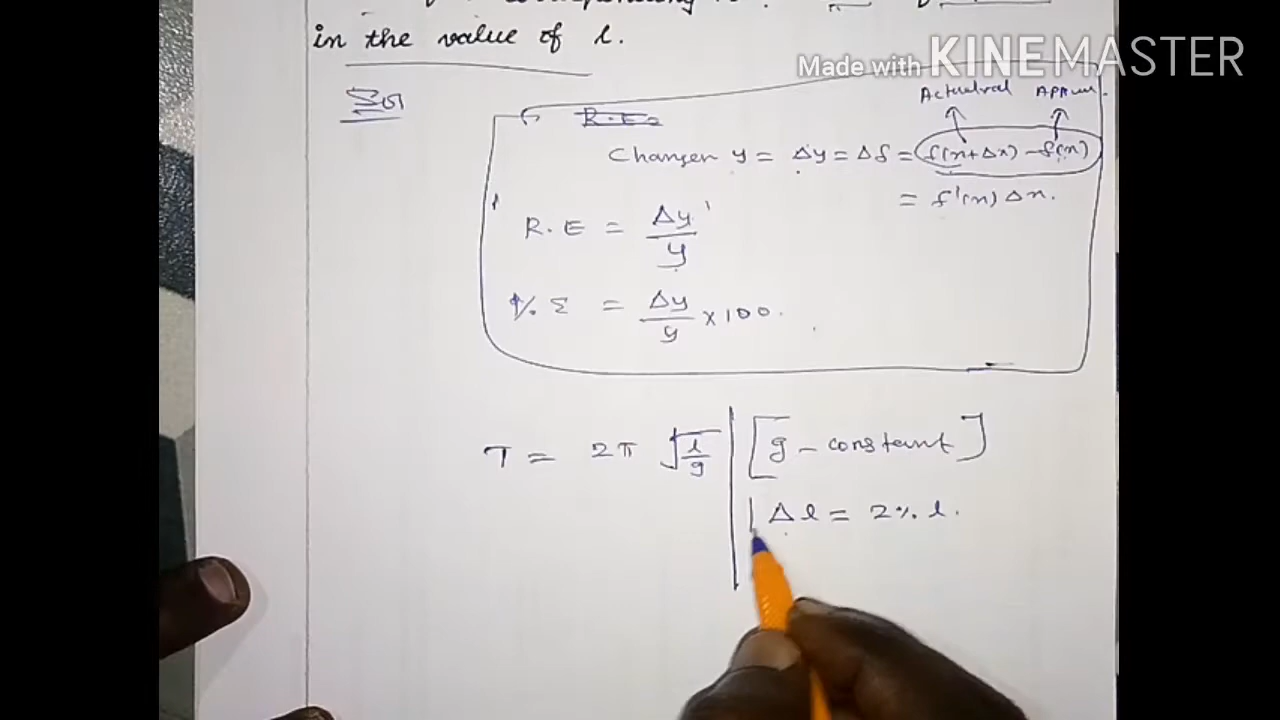 in the value of l.
Made with KINEMASTER
Sol
Actual val
R.E =
Change in y = Δy = Δf = f(x+Δx) - f(x)
= f'(x) Δx.
R.E = Δy/y
% E = Δy/y × 100.
T = 2π √(l/g) [g - constant]
Δl = 2% l.